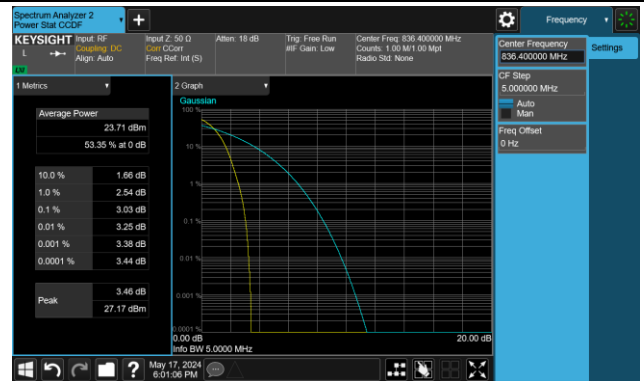 Spectrum Analyzer 2
Power Stat CCDF
+
Frequency
KEYSIGHT
L
Input: RF
Coupling: DC
Align: Auto
Input Z: 50 Ω
Corr CCorr
Freq Ref: Int (S)
Atten: 18 dB
Trig: Free Run
#IF Gain: Low
Center Freq: 836.400000 MHz
Counts: 1.00 M/1.00 Mpt
Radio Std: None
Center Frequency
836.400000 MHz
Settings
CF Step
5.000000 MHz
Auto
Man
Freq Offset
0 Hz
1 Metrics
Average Power
23.71 dBm
53.35 % at 0 dB
10.0 % 1.66 dB
1.0 % 2.54 dB
0.1 % 3.03 dB
0.01 % 3.25 dB
0.001 % 3.38 dB
0.0001 % 3.44 dB
Peak
3.46 dB
27.17 dBm
2 Graph
Gaussian
100 %
10 %
1 %
0.1 %
0.01 %
0.001 %
0.0001 %
0.00 dB
20.00 dB
Info BW 5.0000 MHz
?
May 17, 2024
6:01:06 PM